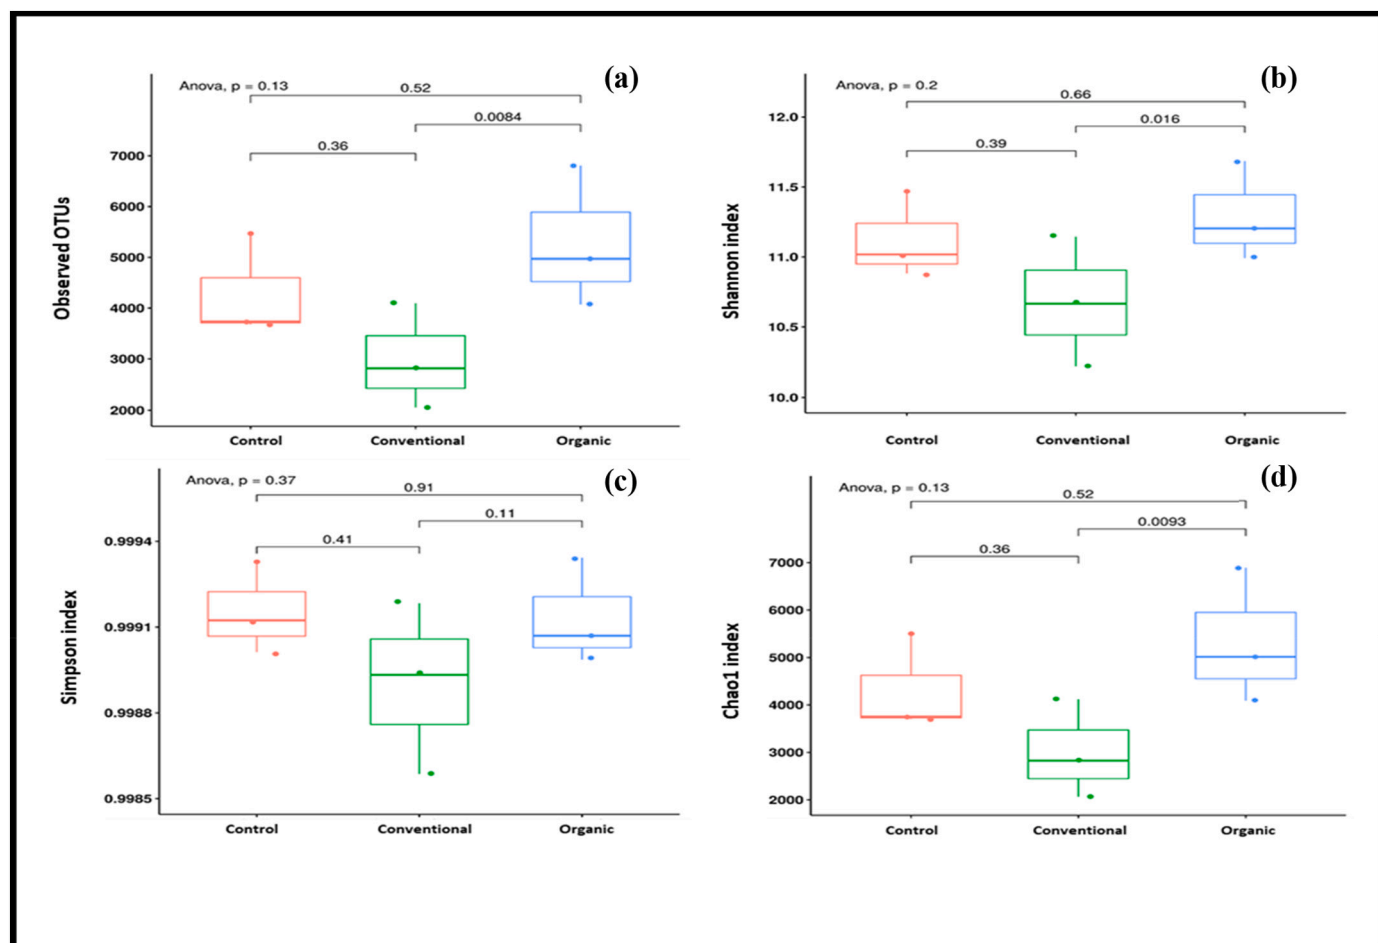 (a)
Anova, p = 0.13
0.52
0.0084
0.36
7000
6000
5000
4000
3000
2000
Observed OTUs
Control Conventional Organic
(b)
Anova, p = 0.2
0.66
0.016
0.39
12.0
11.5
11.0
10.5
10.0
Shannon index
Control Conventional Organic
(c)
Anova, p = 0.37
0.91
0.11
0.41
0.9994
0.9991
0.9988
0.9985
Simpson index
Control Conventional Organic
(d)
Anova, p = 0.13
0.52
0.0093
0.36
7000
6000
5000
4000
3000
2000
Chao1 index
Control Conventional Organic